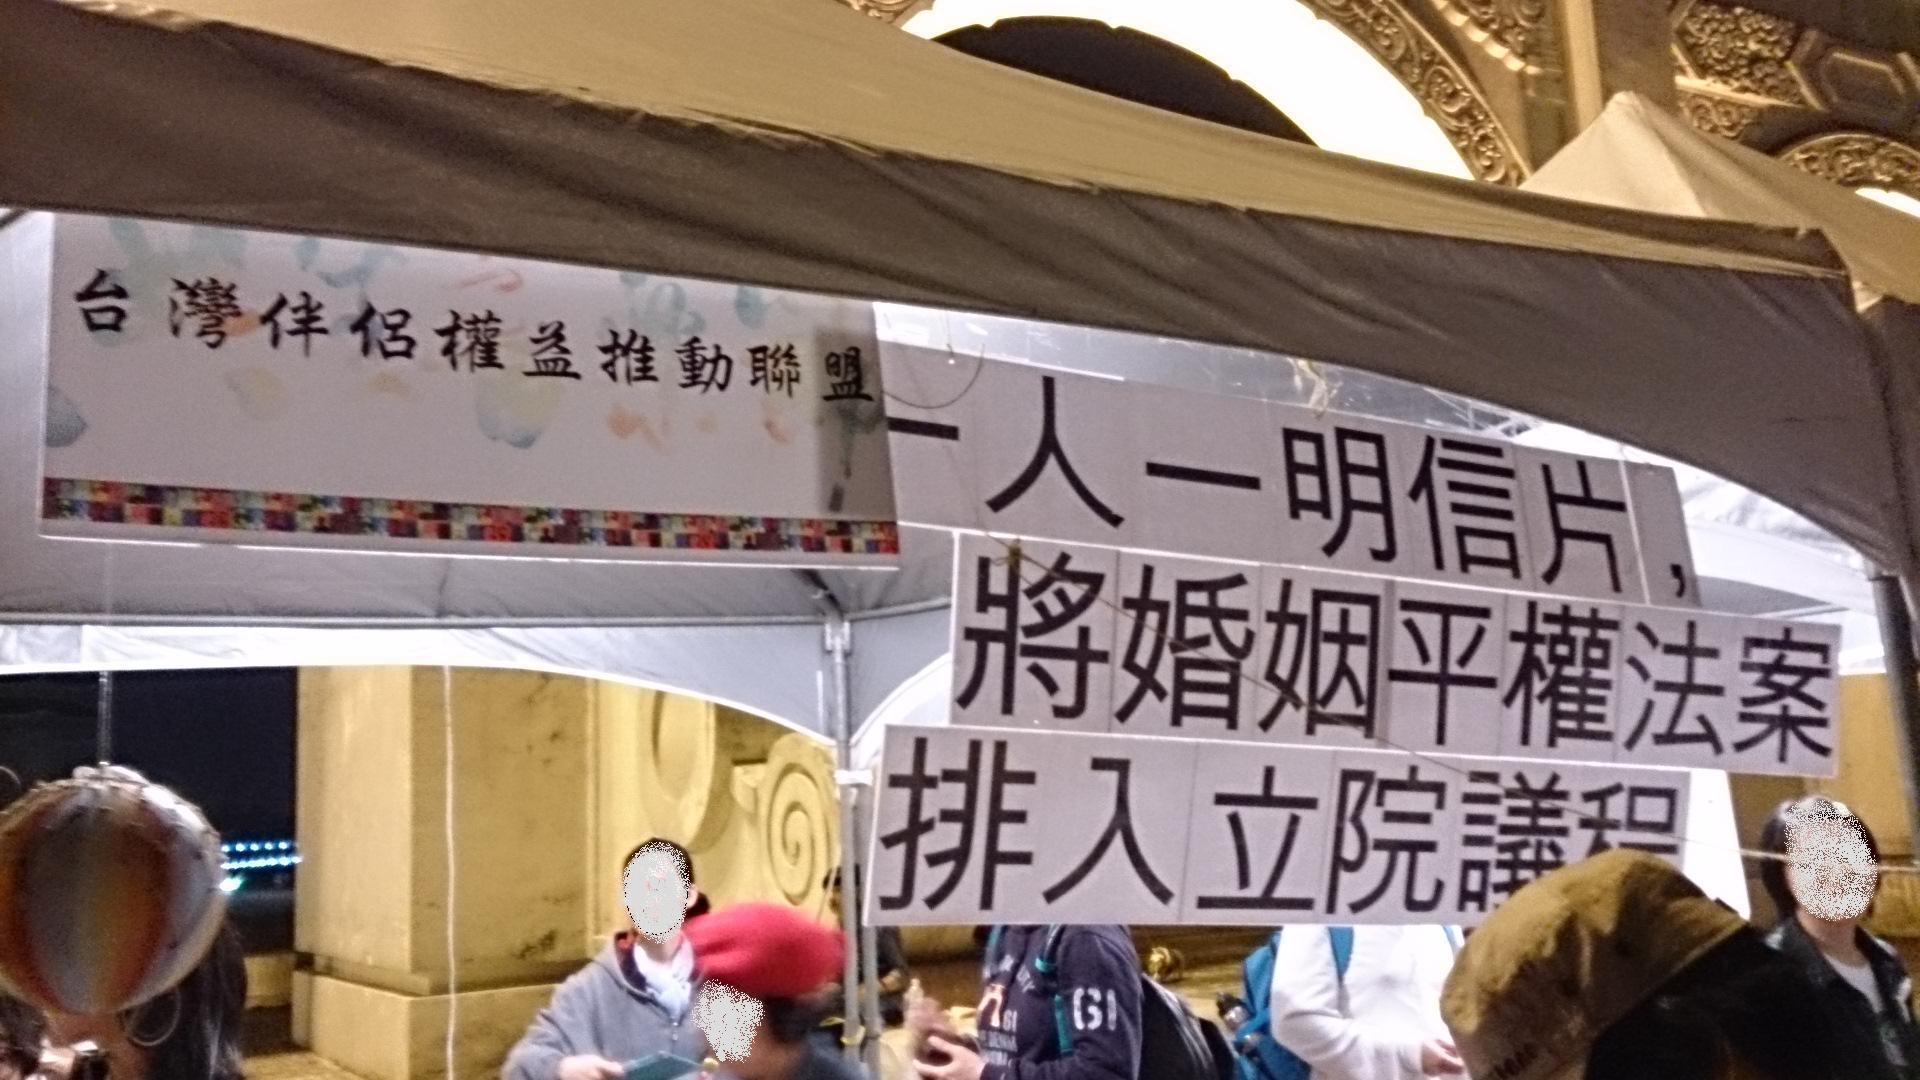 台灣伴侶權益推動聯盟
一人一明信片，
將婚姻平權法案
排入立院議程